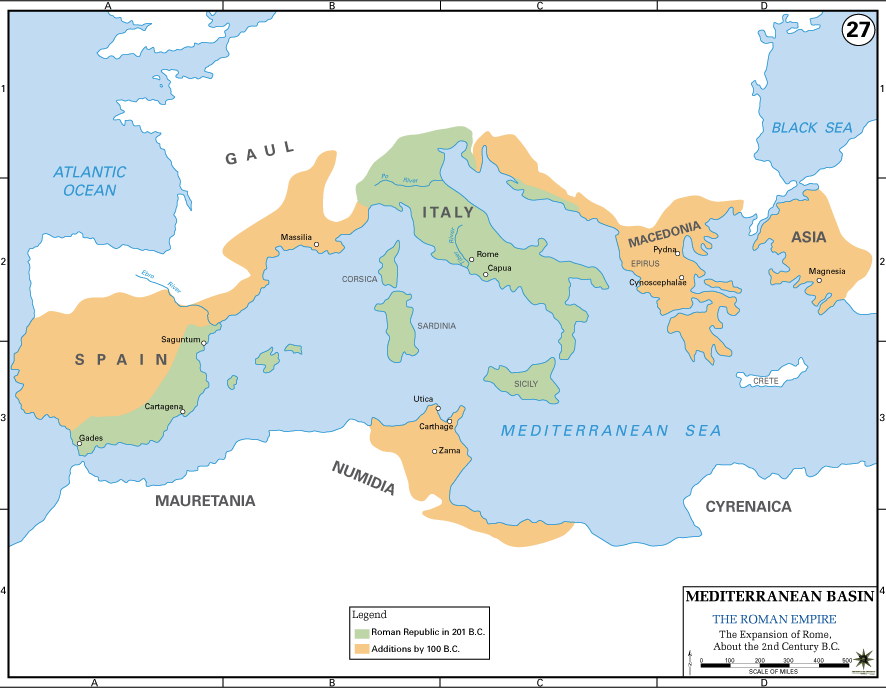 A B C D
27
1 1
BLACK SEA
GAUL
ATLANTIC
OCEAN
Po River
ITALY
MACEDONIA
ASIA
Massilia
River
Rome
Pydna
2 2
EPIRUS
Capua
Magnesia
Ebro
River
CORSICA
Cynoscephalae
SARDINIA
Saguntum
SPAIN
CRETE
SICILY
Utica
Cartagena
3 3
Carthage
MEDITERRANEAN SEA
Gades
Zama
NUMIDIA
MAURETANIA
CYRENAICA
4 4
MEDITERRANEAN BASIN
THE ROMAN EMPIRE
The Expansion of Rome,
About the 2nd Century B.C.
0 100 200 300 400 500
SCALE OF MILES
Legend
Roman Republic in 201 B.C.
Additions by 100 B.C.
A B C D